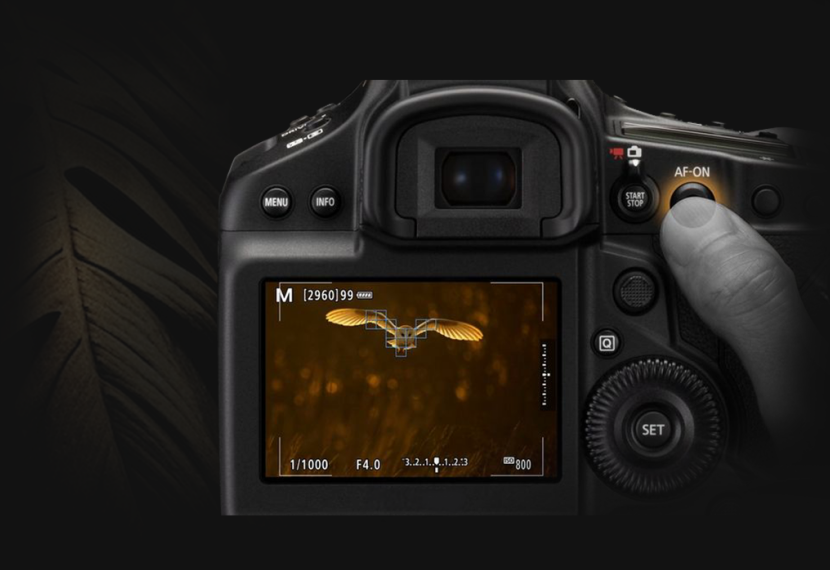 AF-ON
START
STOP
MENU
INFO
M [2960]99
Q
SET
1/1000 F4.0 3..2..1..0..1..2..3 ISO 800